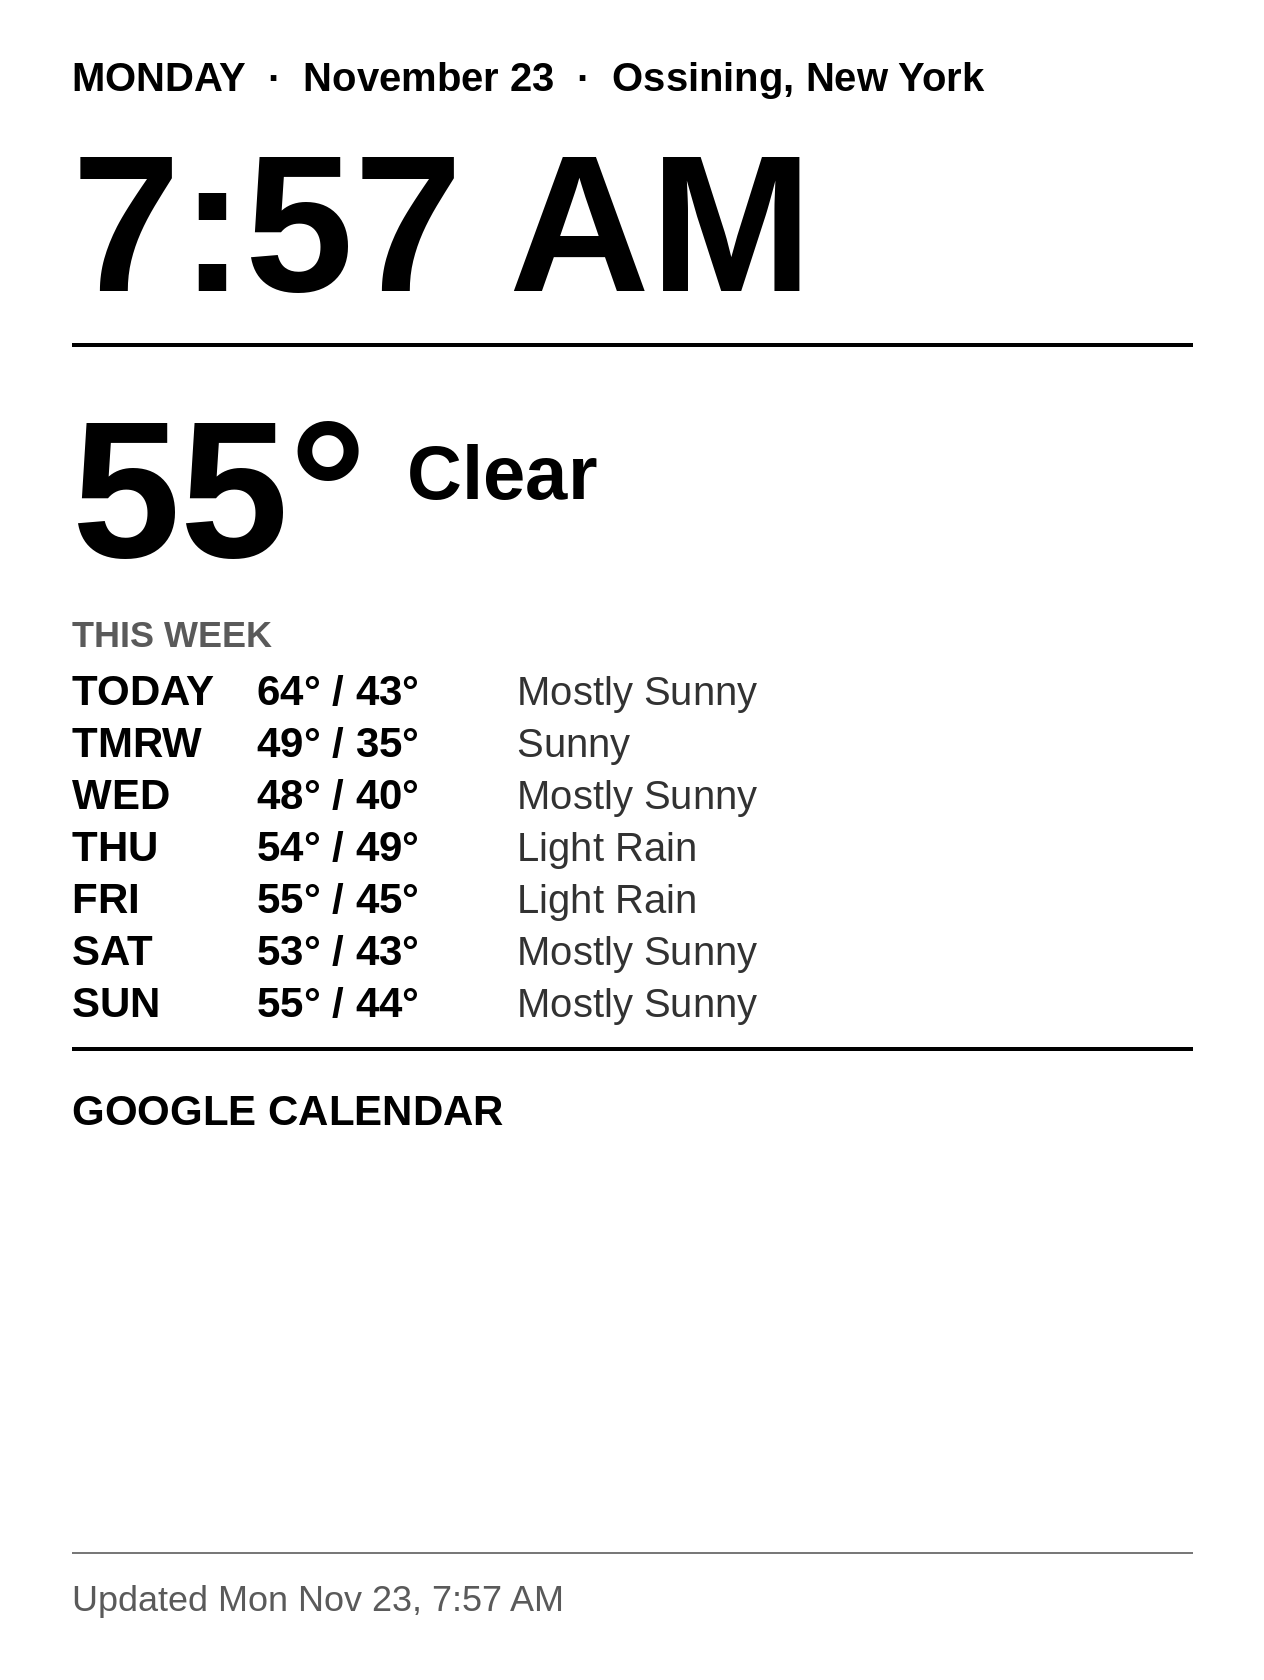 MONDAY · November 23 · Ossining, New York
7:57 AM
55° Clear
THIS WEEK
TODAY 64° / 43° Mostly Sunny
TMRW 49° / 35° Sunny
WED 48° / 40° Mostly Sunny
THU 54° / 49° Light Rain
FRI 55° / 45° Light Rain
SAT 53° / 43° Mostly Sunny
SUN 55° / 44° Mostly Sunny
GOOGLE CALENDAR
Updated Mon Nov 23, 7:57 AM